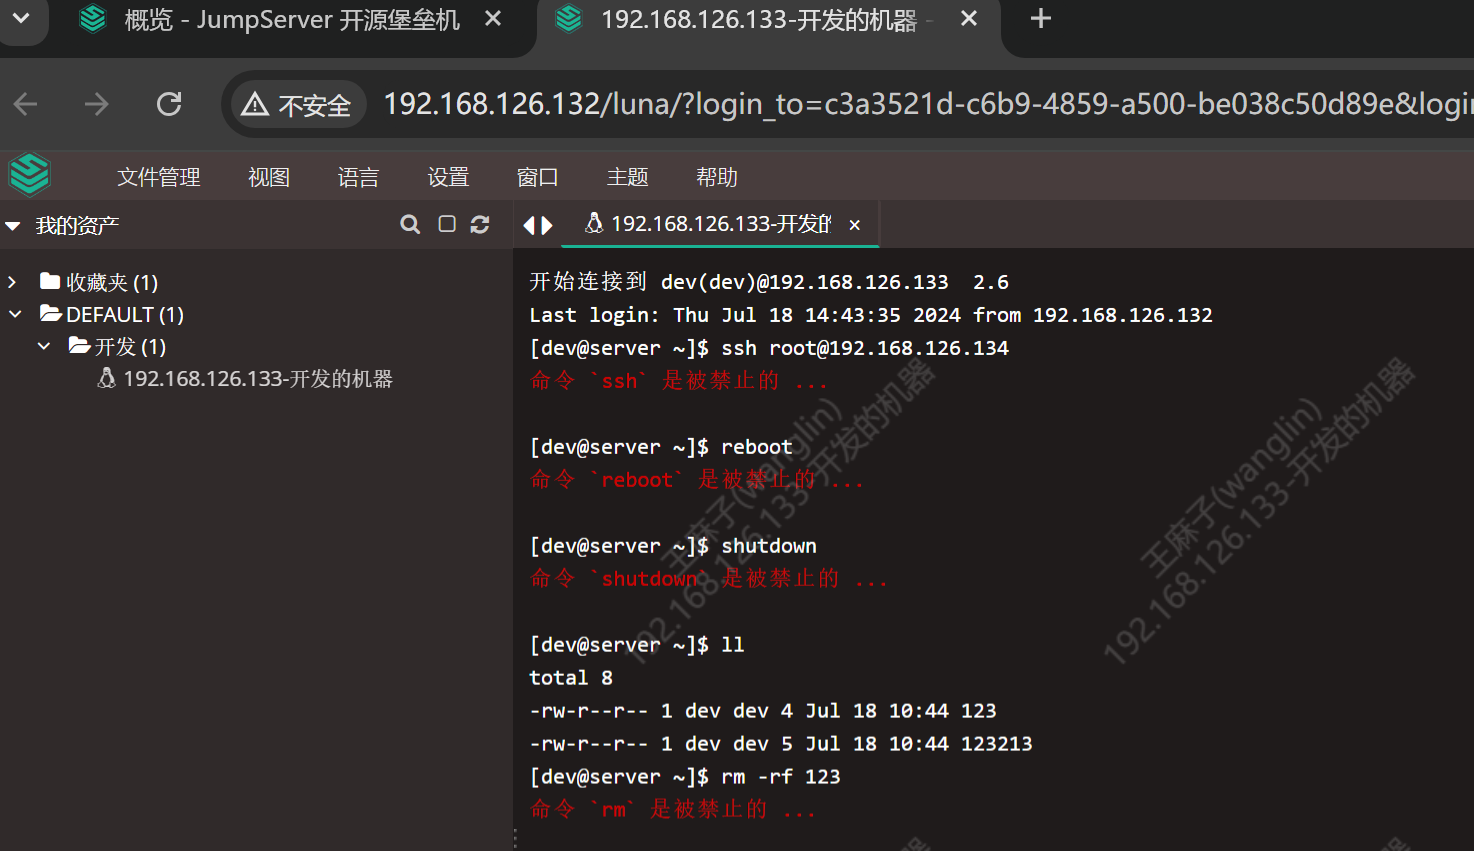 概览 - JumpServer 开源堡垒机
192.168.126.133-开发的机器 -
不安全
192.168.126.132/luna/?login_to=c3a3521d-c6b9-4859-a500-be038c50d89e&logi
文件管理 视图 语言 设置 窗口 主题 帮助
我的资产
192.168.126.133-开发的
收藏夹 (1)
DEFAULT (1)
开发 (1)
192.168.126.133-开发的机器
开始连接到 dev(dev)@192.168.126.133  2.6
Last login: Thu Jul 18 14:43:35 2024 from 192.168.126.132
[dev@server ~]$ ssh root@192.168.126.134
命令 `ssh` 是被禁止的 ...
[dev@server ~]$ reboot
命令 `reboot` 是被禁止的 ...
[dev@server ~]$ shutdown
命令 `shutdown` 是被禁止的 ...
[dev@server ~]$ ll
total 8
-rw-r--r-- 1 dev dev 4 Jul 18 10:44 123
-rw-r--r-- 1 dev dev 5 Jul 18 10:44 123213
[dev@server ~]$ rm -rf 123
命令 `rm` 是被禁止的 ...
王麻子(wanglin)
192.168.126.133-开发的机器
王麻子(wanglin)
192.168.126.133-开发的机器